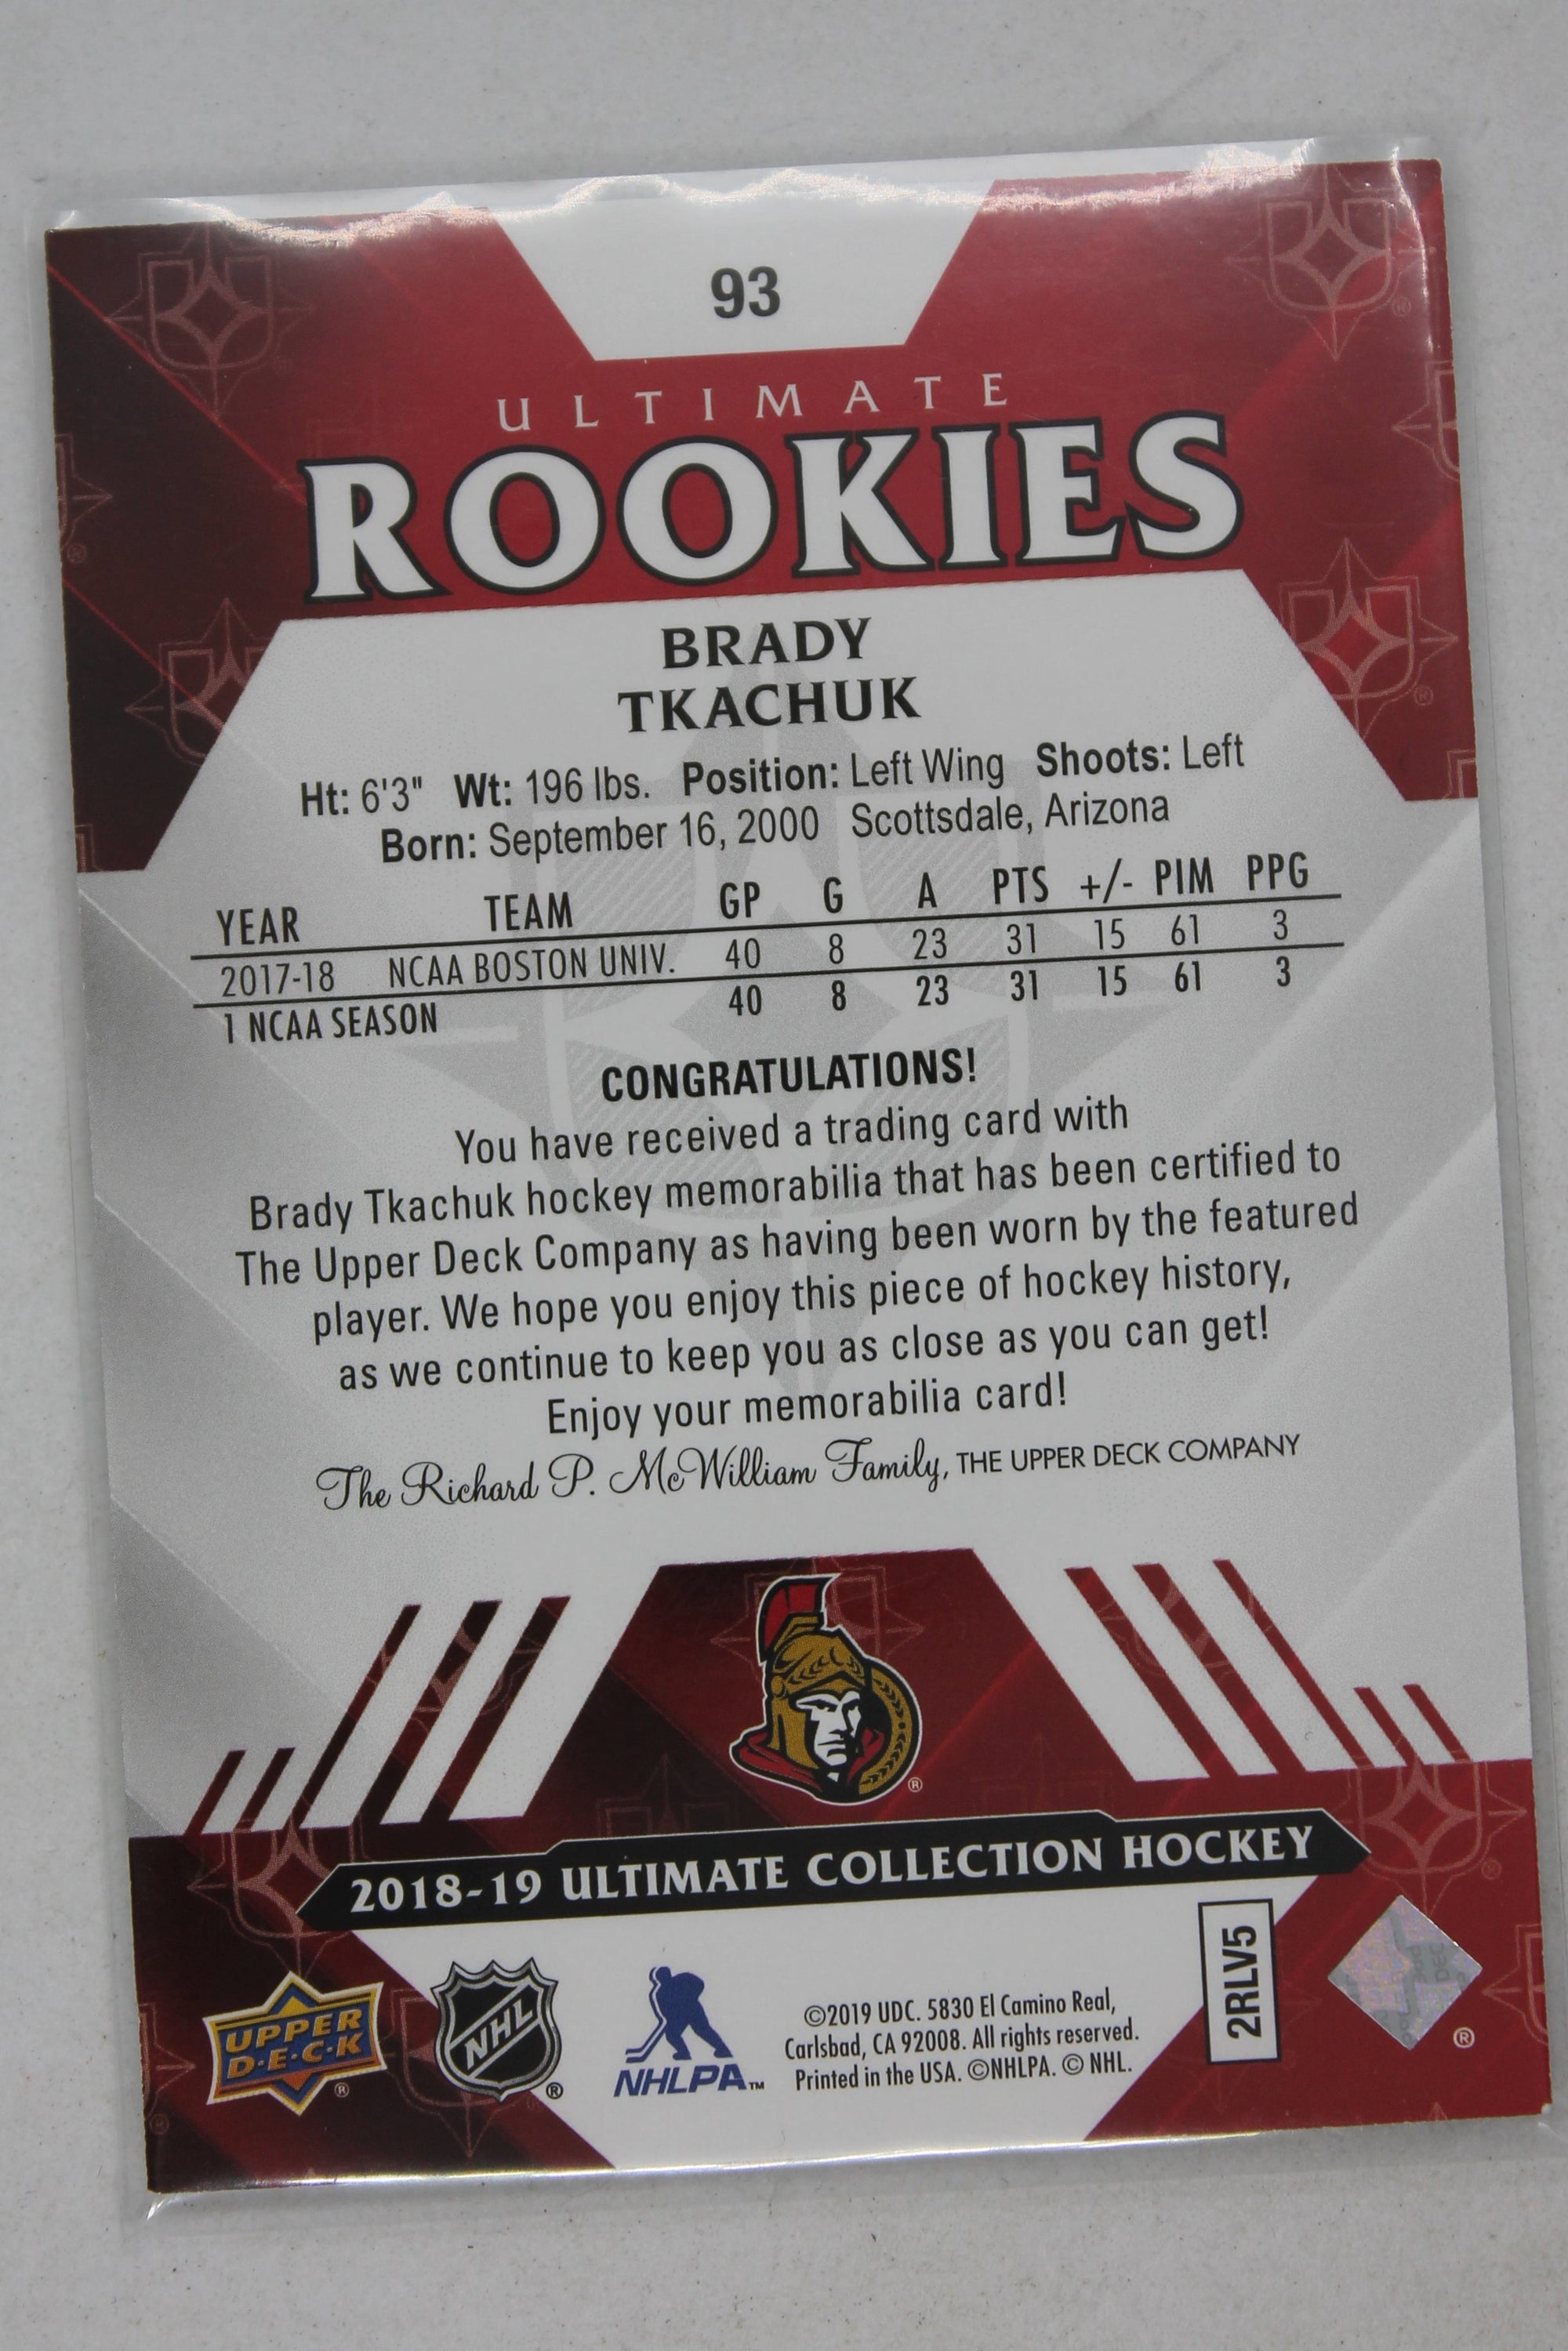 93
ULTIMATE
ROOKIES
BRADY
TKACHUK
Ht: 6'3" Wt: 196 lbs. Position: Left Wing Shoots: Left
Born: September 16, 2000 Scottsdale, Arizona
YEAR TEAM GP G A PTS +/- PIM PPG
2017-18 NCAA BOSTON UNIV. 40 8 23 31 15 61 3
1 NCAA SEASON 40 8 23 31 15 61 3
CONGRATULATIONS!
You have received a trading card with
Brady Tkachuk hockey memorabilia that has been certified to
The Upper Deck Company as having been worn by the featured
player. We hope you enjoy this piece of hockey history,
as we continue to keep you as close as you can get!
Enjoy your memorabilia card!
The Richard P. McWilliam Family, THE UPPER DECK COMPANY
®
2018-19 ULTIMATE COLLECTION HOCKEY
UPPER
D·E·C·K
®
NHL
®
NHLPA™
©2019 UDC. 5830 El Camino Real,
Carlsbad, CA 92008. All rights reserved.
Printed in the USA. ©NHLPA. © NHL.
2RLV5
®